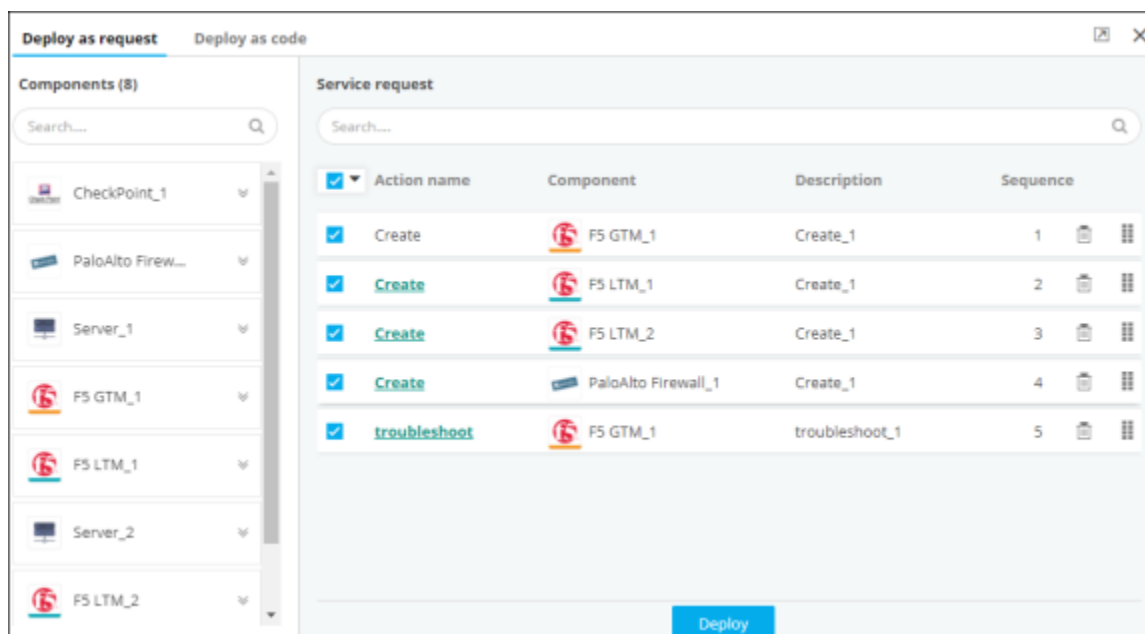 Deploy as request Deploy as code
Components (8)
Search....
CheckPoint_1
PaloAlto Firew...
Server_1
F5 GTM_1
F5 LTM_1
Server_2
F5 LTM_2
Service request
Search....
Action name Component Description Sequence
Create F5 GTM_1 Create_1 1
Create F5 LTM_1 Create_1 2
Create F5 LTM_2 Create_1 3
Create PaloAlto Firewall_1 Create_1 4
troubleshoot F5 GTM_1 troubleshoot_1 5
Deploy